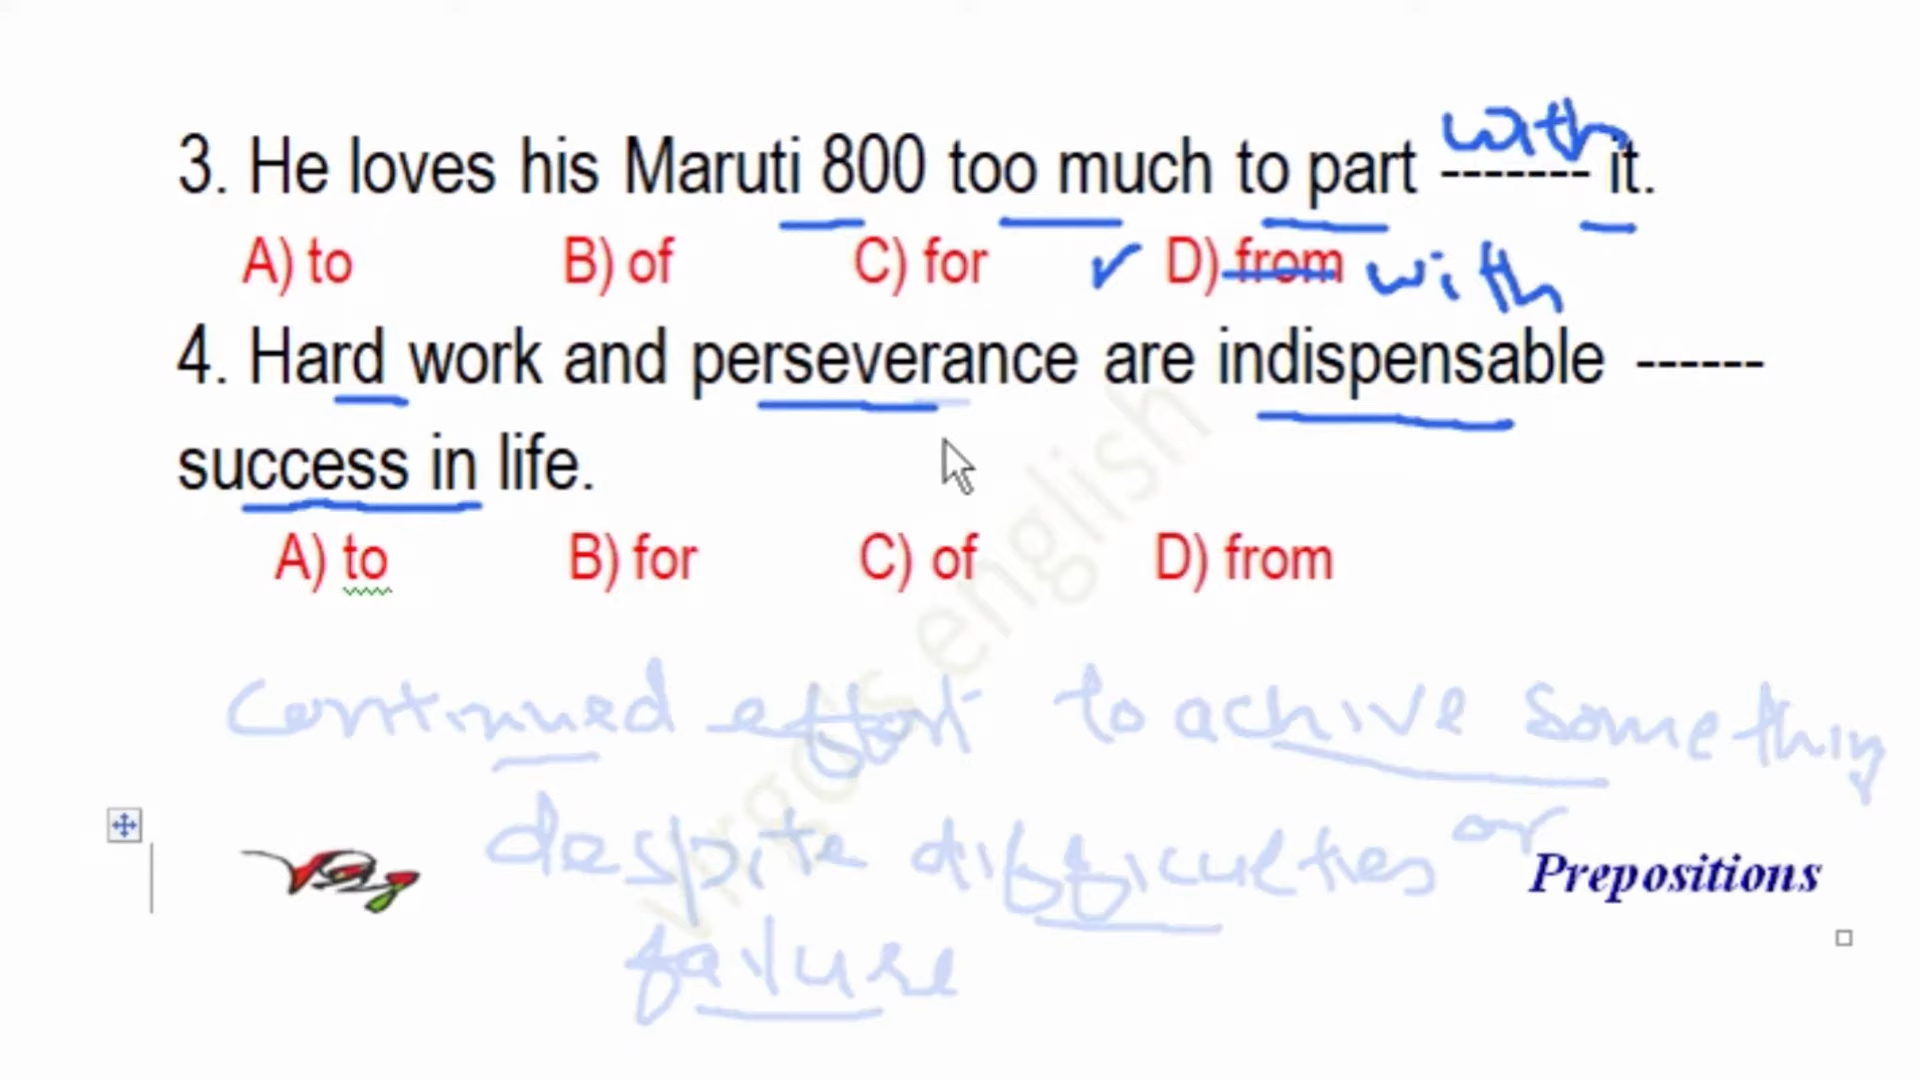 with
3. He loves his Maruti 800 too much to part ------- it.
A) to B) of C) for ✓ D) from with
4. Hard work and perseverance are indispensable ------
success in life.
A) to B) for C) of D) from
virgos english
continued effort to achive something
despite difficulties or
Prepositions
failure